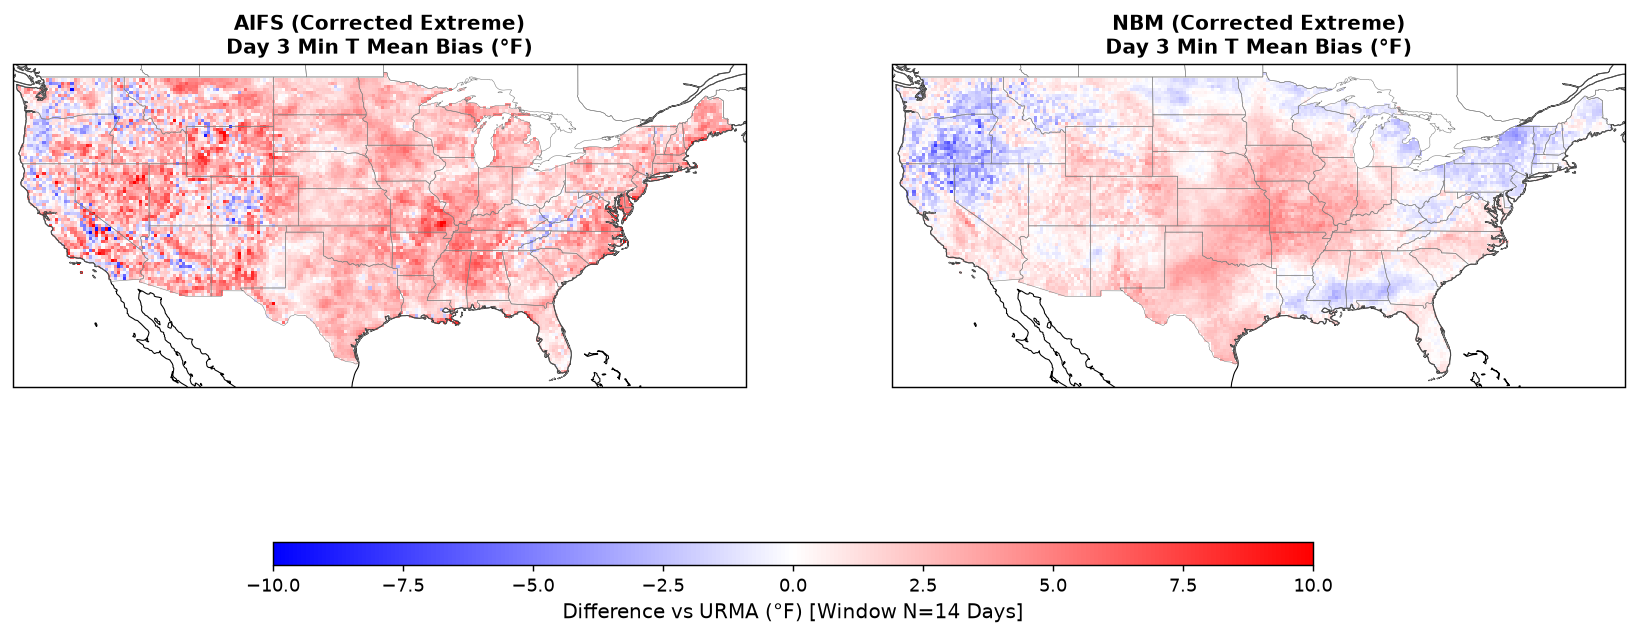 AIFS (Corrected Extreme)
Day 3 Min T Mean Bias (°F)
NBM (Corrected Extreme)
Day 3 Min T Mean Bias (°F)
−10.0 −7.5 −5.0 −2.5 0.0 2.5 5.0 7.5 10.0
Difference vs URMA (°F) [Window N=14 Days]